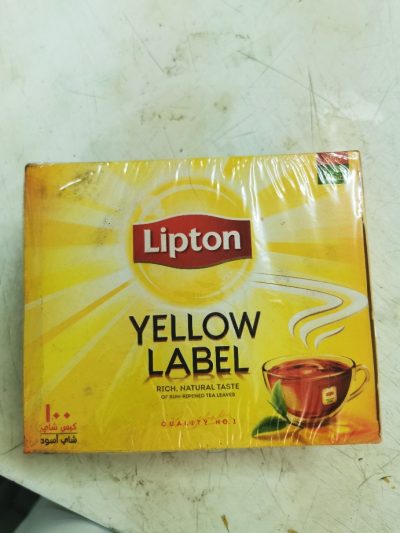 Lipton
YELLOW
LABEL
RICH, NATURAL TASTE
OF SUN-RIPENED TEA LEAVES
QUALITY NO.1
١٠٠
كيس شاي
شاي أسود